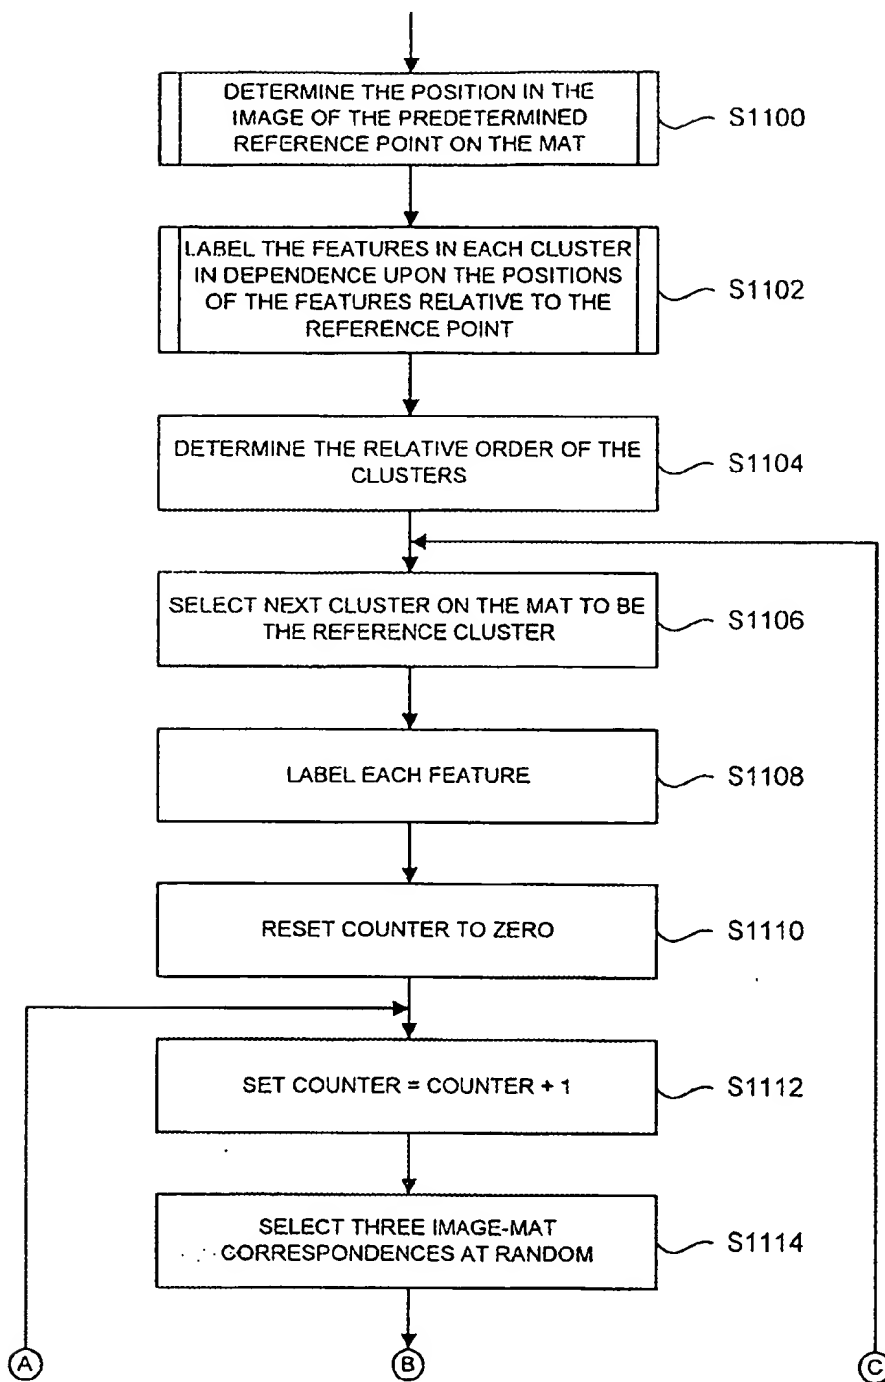 DETERMINE THE POSITION IN THE
IMAGE OF THE PREDETERMINED
REFERENCE POINT ON THE MAT
S1100
LABEL THE FEATURES IN EACH CLUSTER
IN DEPENDENCE UPON THE POSITIONS
OF THE FEATURES RELATIVE TO THE
REFERENCE POINT
S1102
DETERMINE THE RELATIVE ORDER OF THE
CLUSTERS
S1104
SELECT NEXT CLUSTER ON THE MAT TO BE
THE REFERENCE CLUSTER
S1106
LABEL EACH FEATURE
S1108
RESET COUNTER TO ZERO
S1110
SET COUNTER = COUNTER + 1
S1112
SELECT THREE IMAGE-MAT
CORRESPONDENCES AT RANDOM
S1114
A
B
C